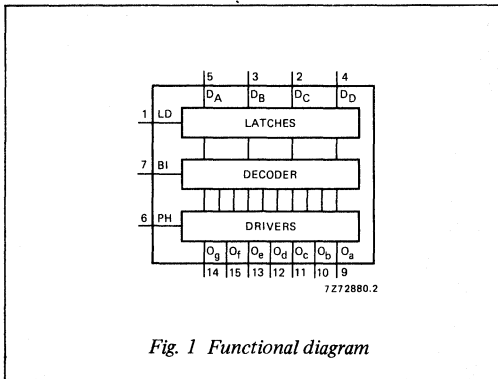 5 3 2 4
DA DB DC DD
1 LD
LATCHES
7 BI
DECODER
6 PH
DRIVERS
Og Of Oe Od Oc Ob Oa
14 15 13 12 11 10 9
7Z72880.2
Fig. 1 Functional diagram